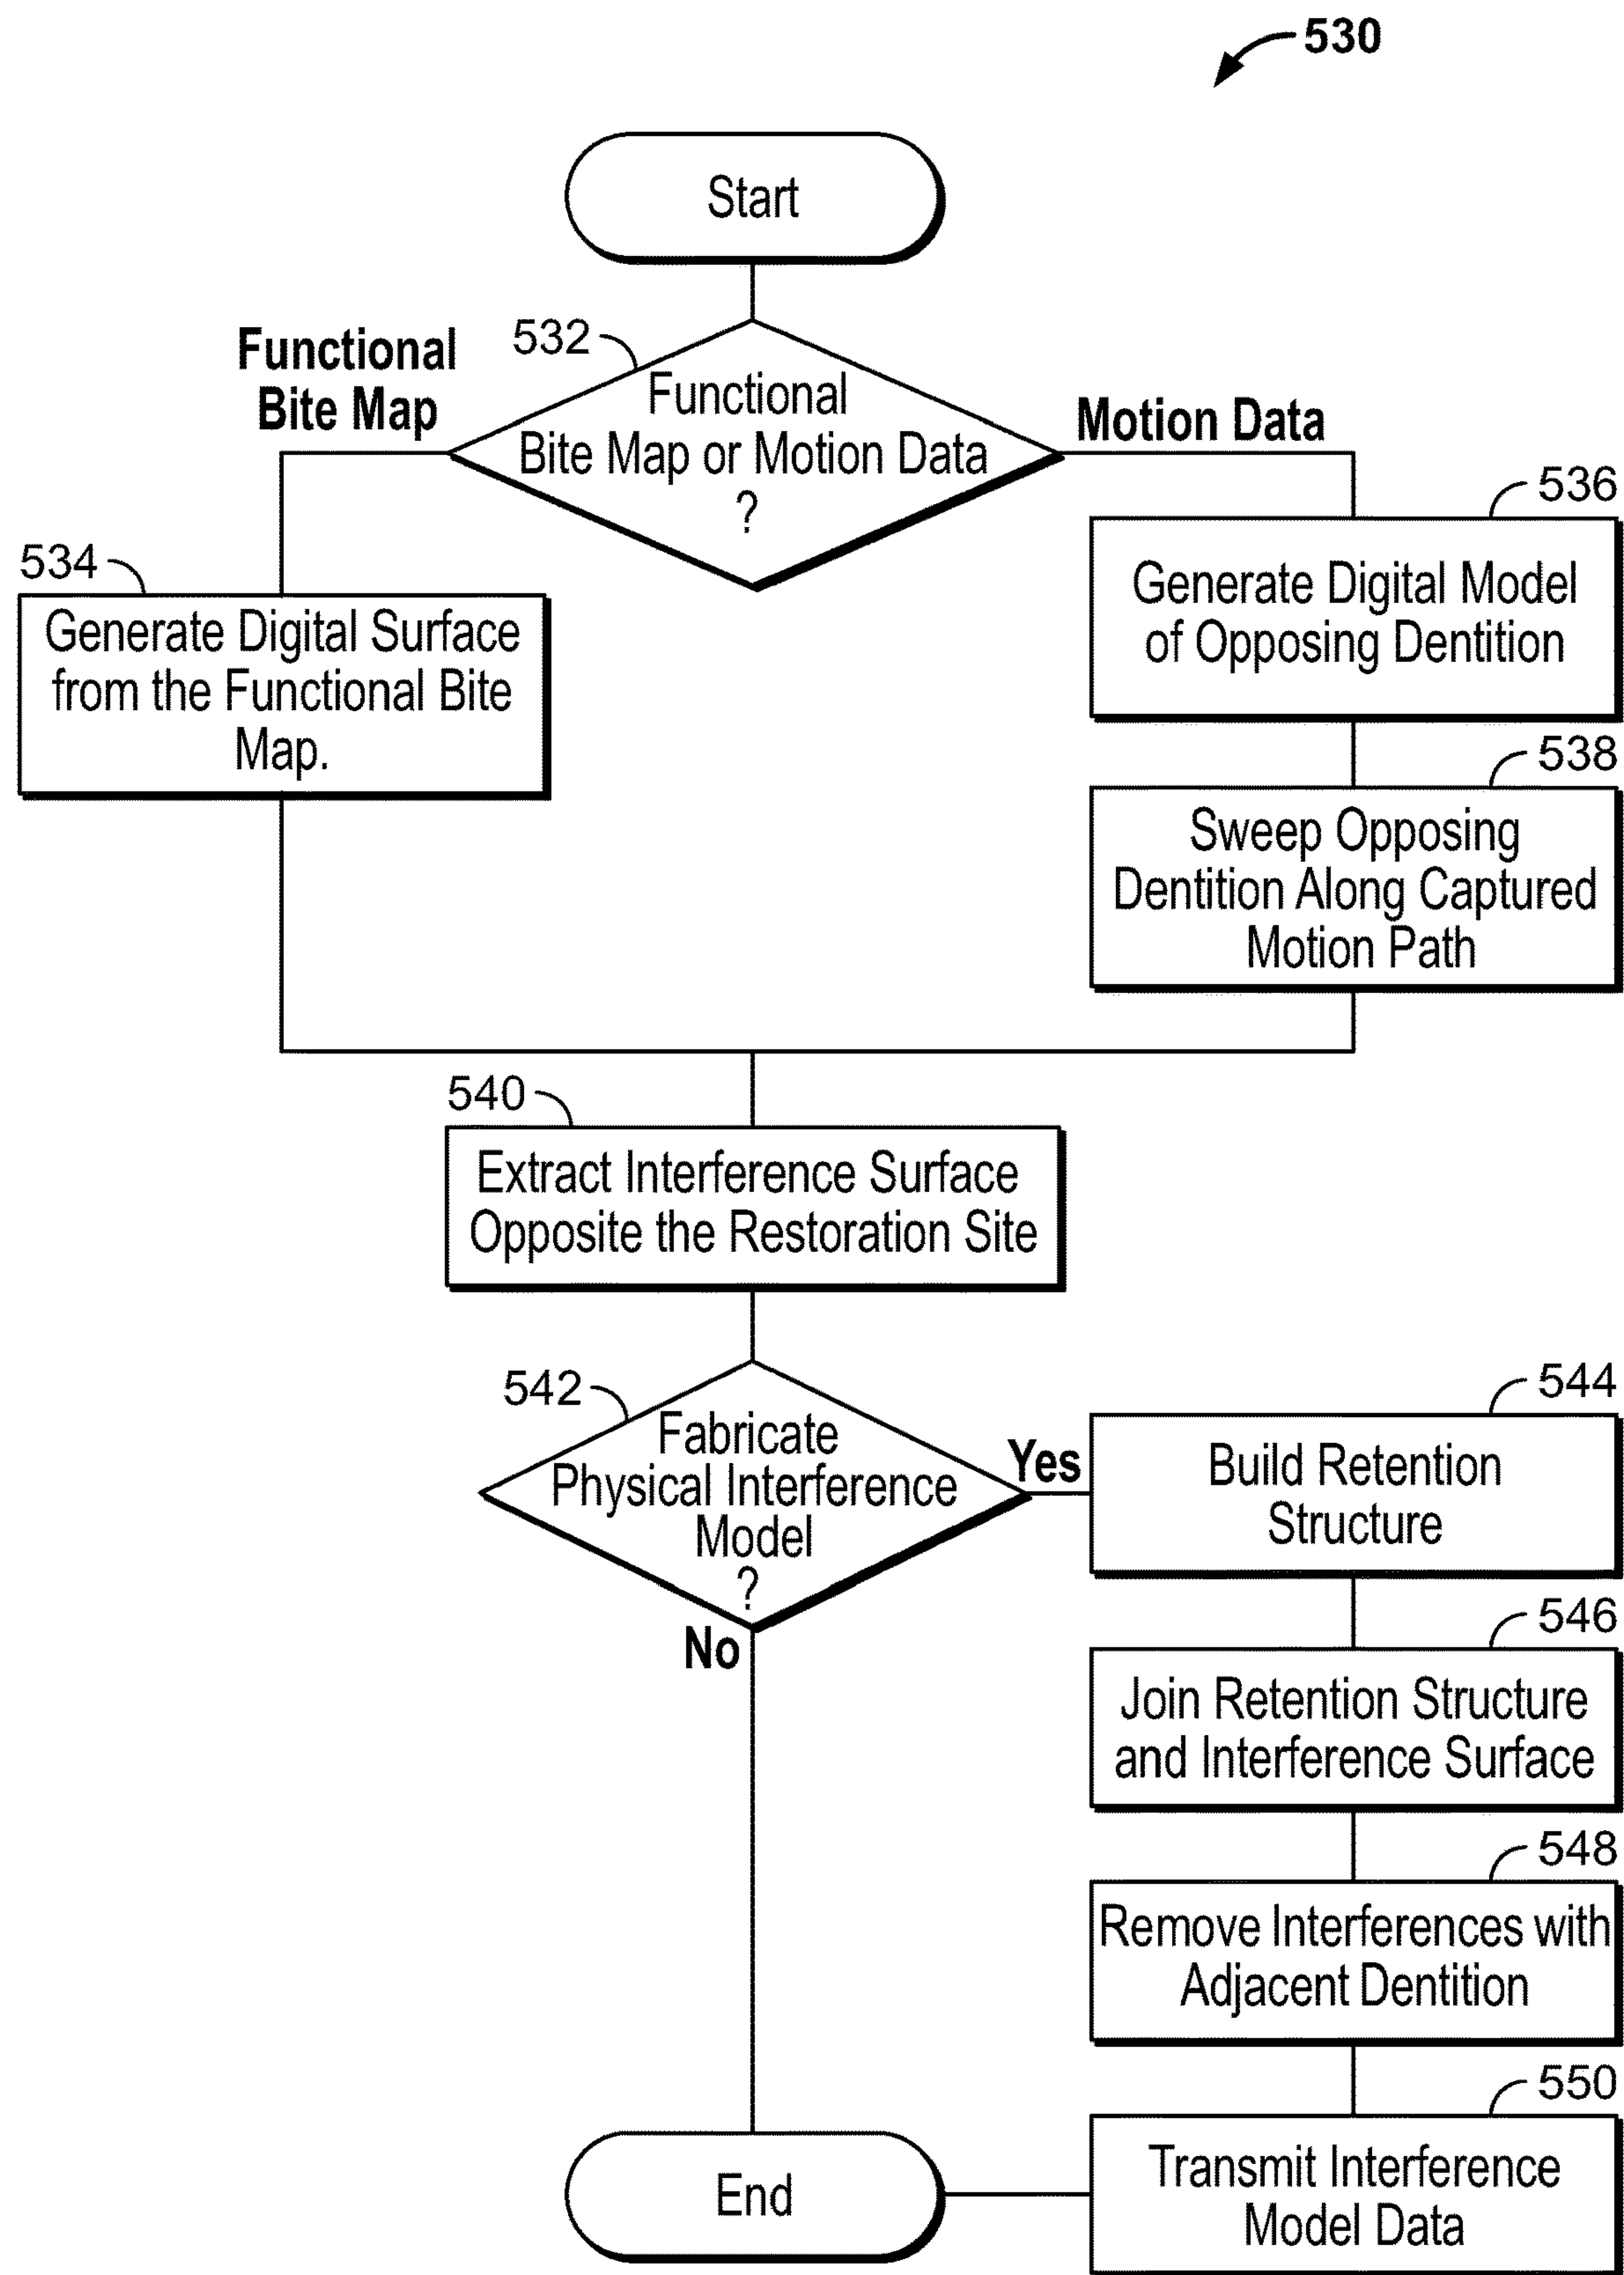 530
Start
532
Functional
Bite Map
Functional
Bite Map or Motion Data
?
Motion Data
534
Generate Digital Surface
from the Functional Bite
Map.
536
Generate Digital Model
of Opposing Dentition
538
Sweep Opposing
Dentition Along Captured
Motion Path
540
Extract Interference Surface
Opposite the Restoration Site
542
Fabricate
Physical Interference
Model
?
Yes
No
544
Build Retention
Structure
546
Join Retention Structure
and Interference Surface
548
Remove Interferences with
Adjacent Dentition
550
Transmit Interference
Model Data
End